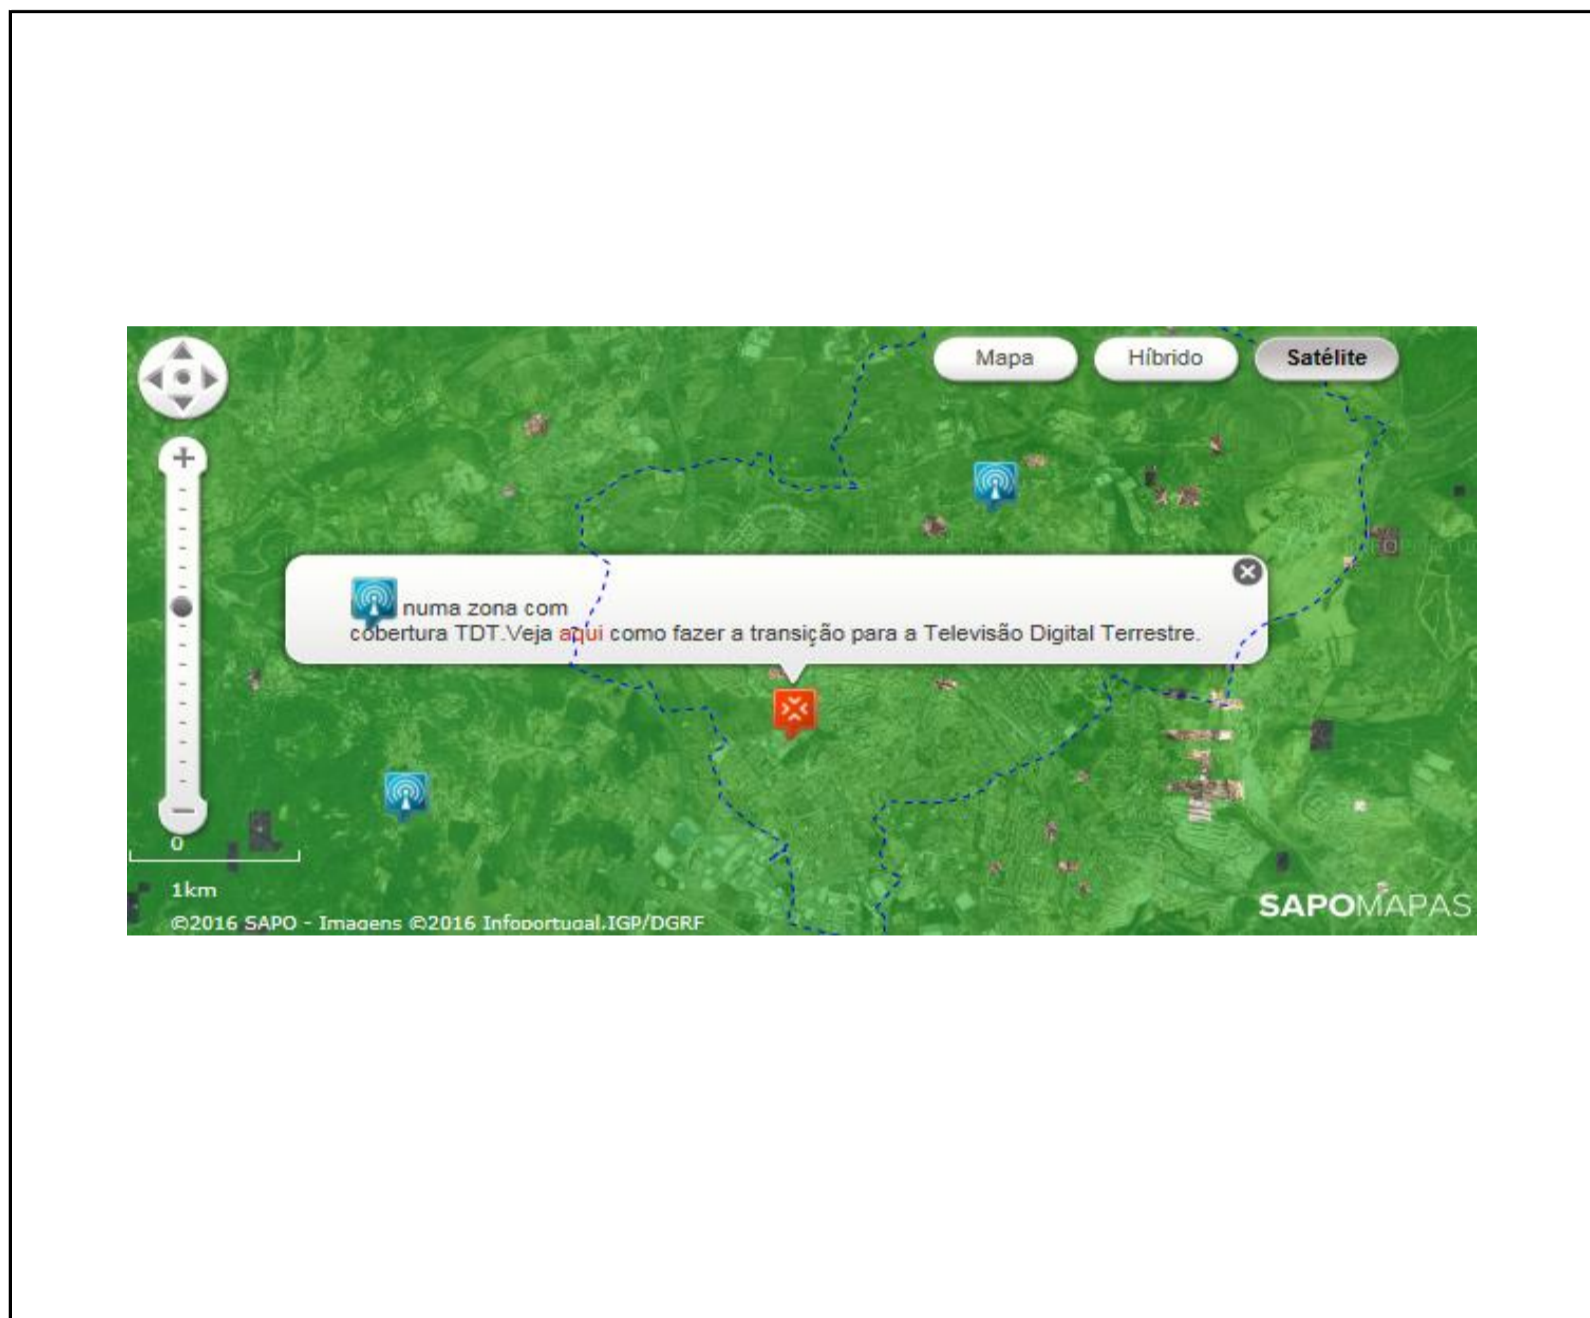 Mapa
Híbrido
Satélite
numa zona com
cobertura TDT.Veja aqui como fazer a transição para a Televisão Digital Terrestre.
0
1km
©2016 SAPO - Imagens ©2016 Infoportugal,IGP/DGRF
SAPOMAPAS